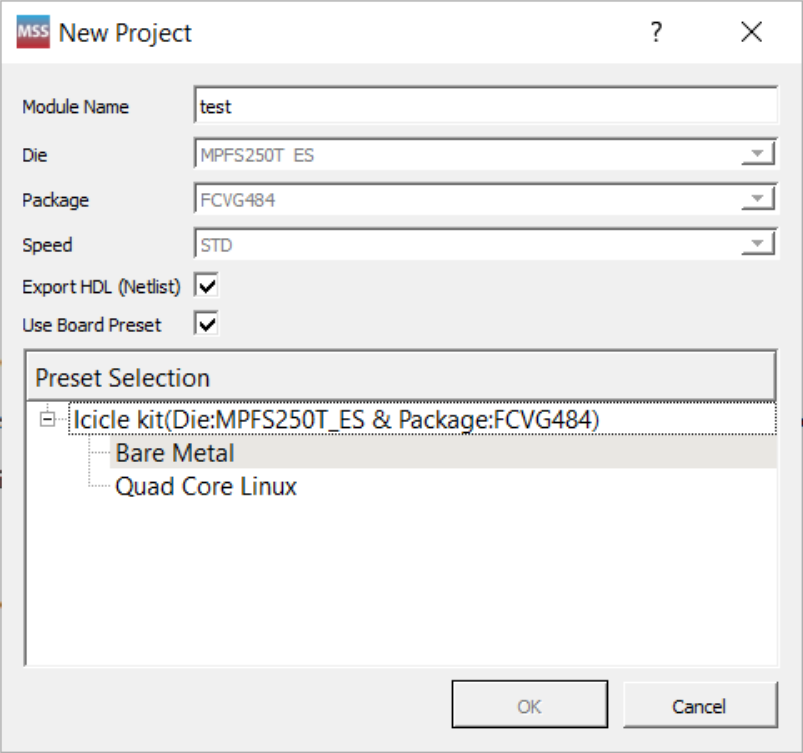 MSS New Project ?
Module Name test
Die MPFS250T_ES
Package FCVG484
Speed STD
Export HDL (Netlist)
Use Board Preset
Preset Selection
Icicle kit(Die:MPFS250T_ES & Package:FCVG484)
Bare Metal
Quad Core Linux
OK Cancel